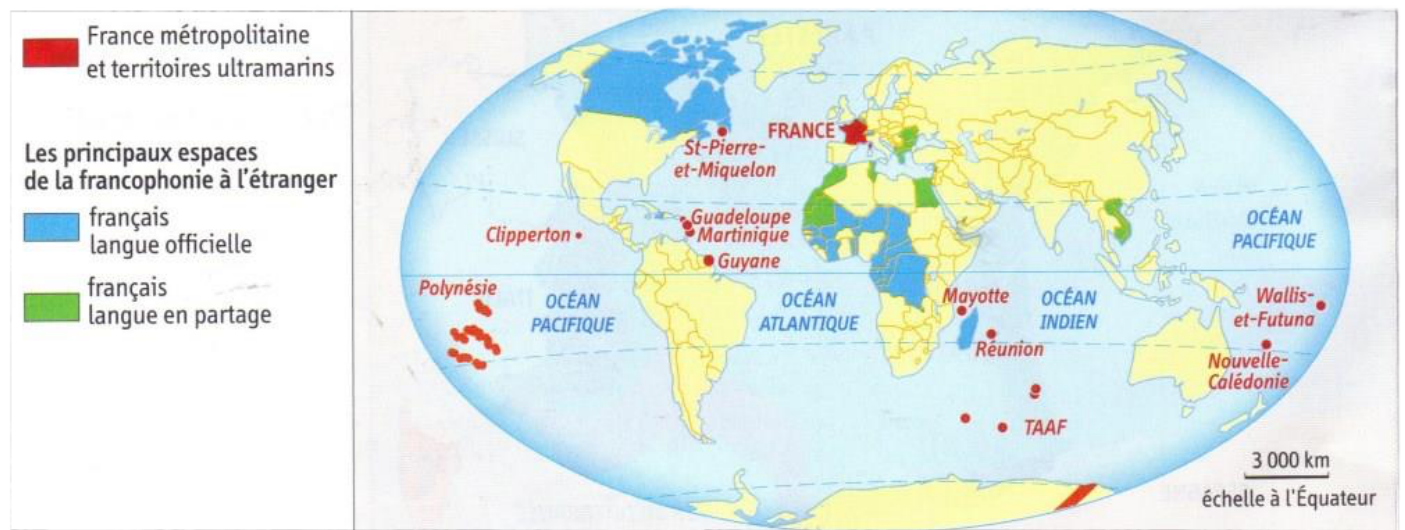 France métropolitaine
et territoires ultramarins
Les principaux espaces
de la francophonie à l'étranger
français
langue officielle
français
langue en partage
FRANCE
St-Pierre-
et-Miquelon
Guadeloupe
Martinique
Clipperton
Guyane
Polynésie
OCÉAN
PACIFIQUE
OCÉAN
ATLANTIQUE
Mayotte
OCÉAN
INDIEN
Réunion
TAAF
OCÉAN
PACIFIQUE
Wallis-
et-Futuna
Nouvelle-
Calédonie
3 000 km
échelle à l'Équateur